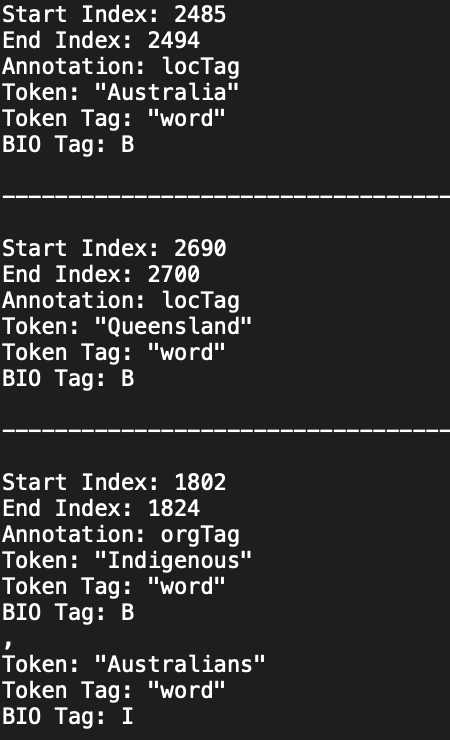 Start Index: 2485
End Index: 2494
Annotation: locTag
Token: "Australia"
Token Tag: "word"
BIO Tag: B
----------------------------------
Start Index: 2690
End Index: 2700
Annotation: locTag
Token: "Queensland"
Token Tag: "word"
BIO Tag: B
----------------------------------
Start Index: 1802
End Index: 1824
Annotation: orgTag
Token: "Indigenous"
Token Tag: "word"
BIO Tag: B
,
Token: "Australians"
Token Tag: "word"
BIO Tag: I